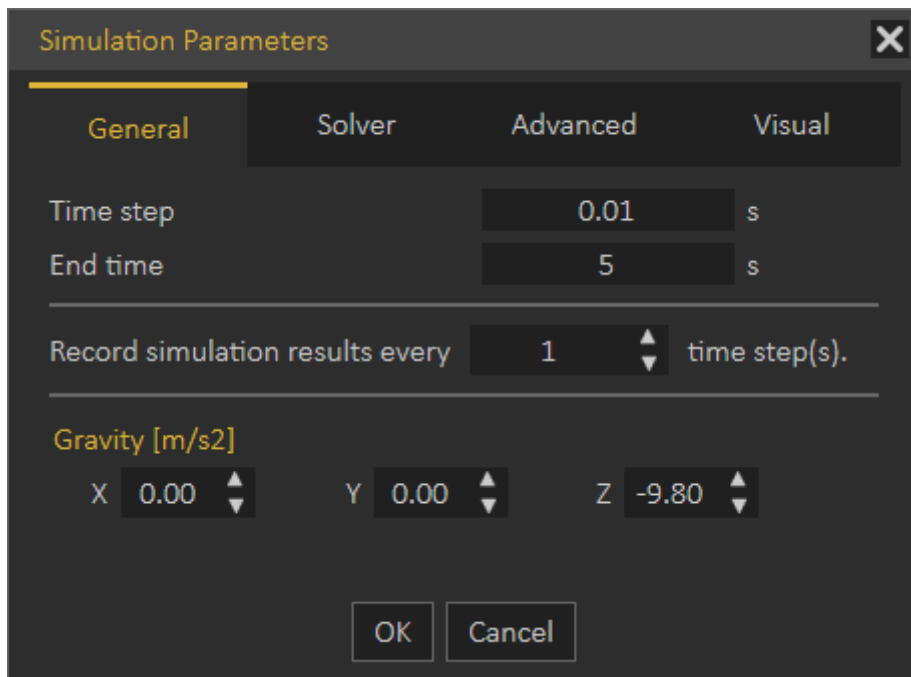 Simulation Parameters
General Solver Advanced Visual
Time step 0.01 s
End time 5 s
Record simulation results every 1 time step(s).
Gravity [m/s2]
X 0.00 Y 0.00 Z -9.80
OK Cancel